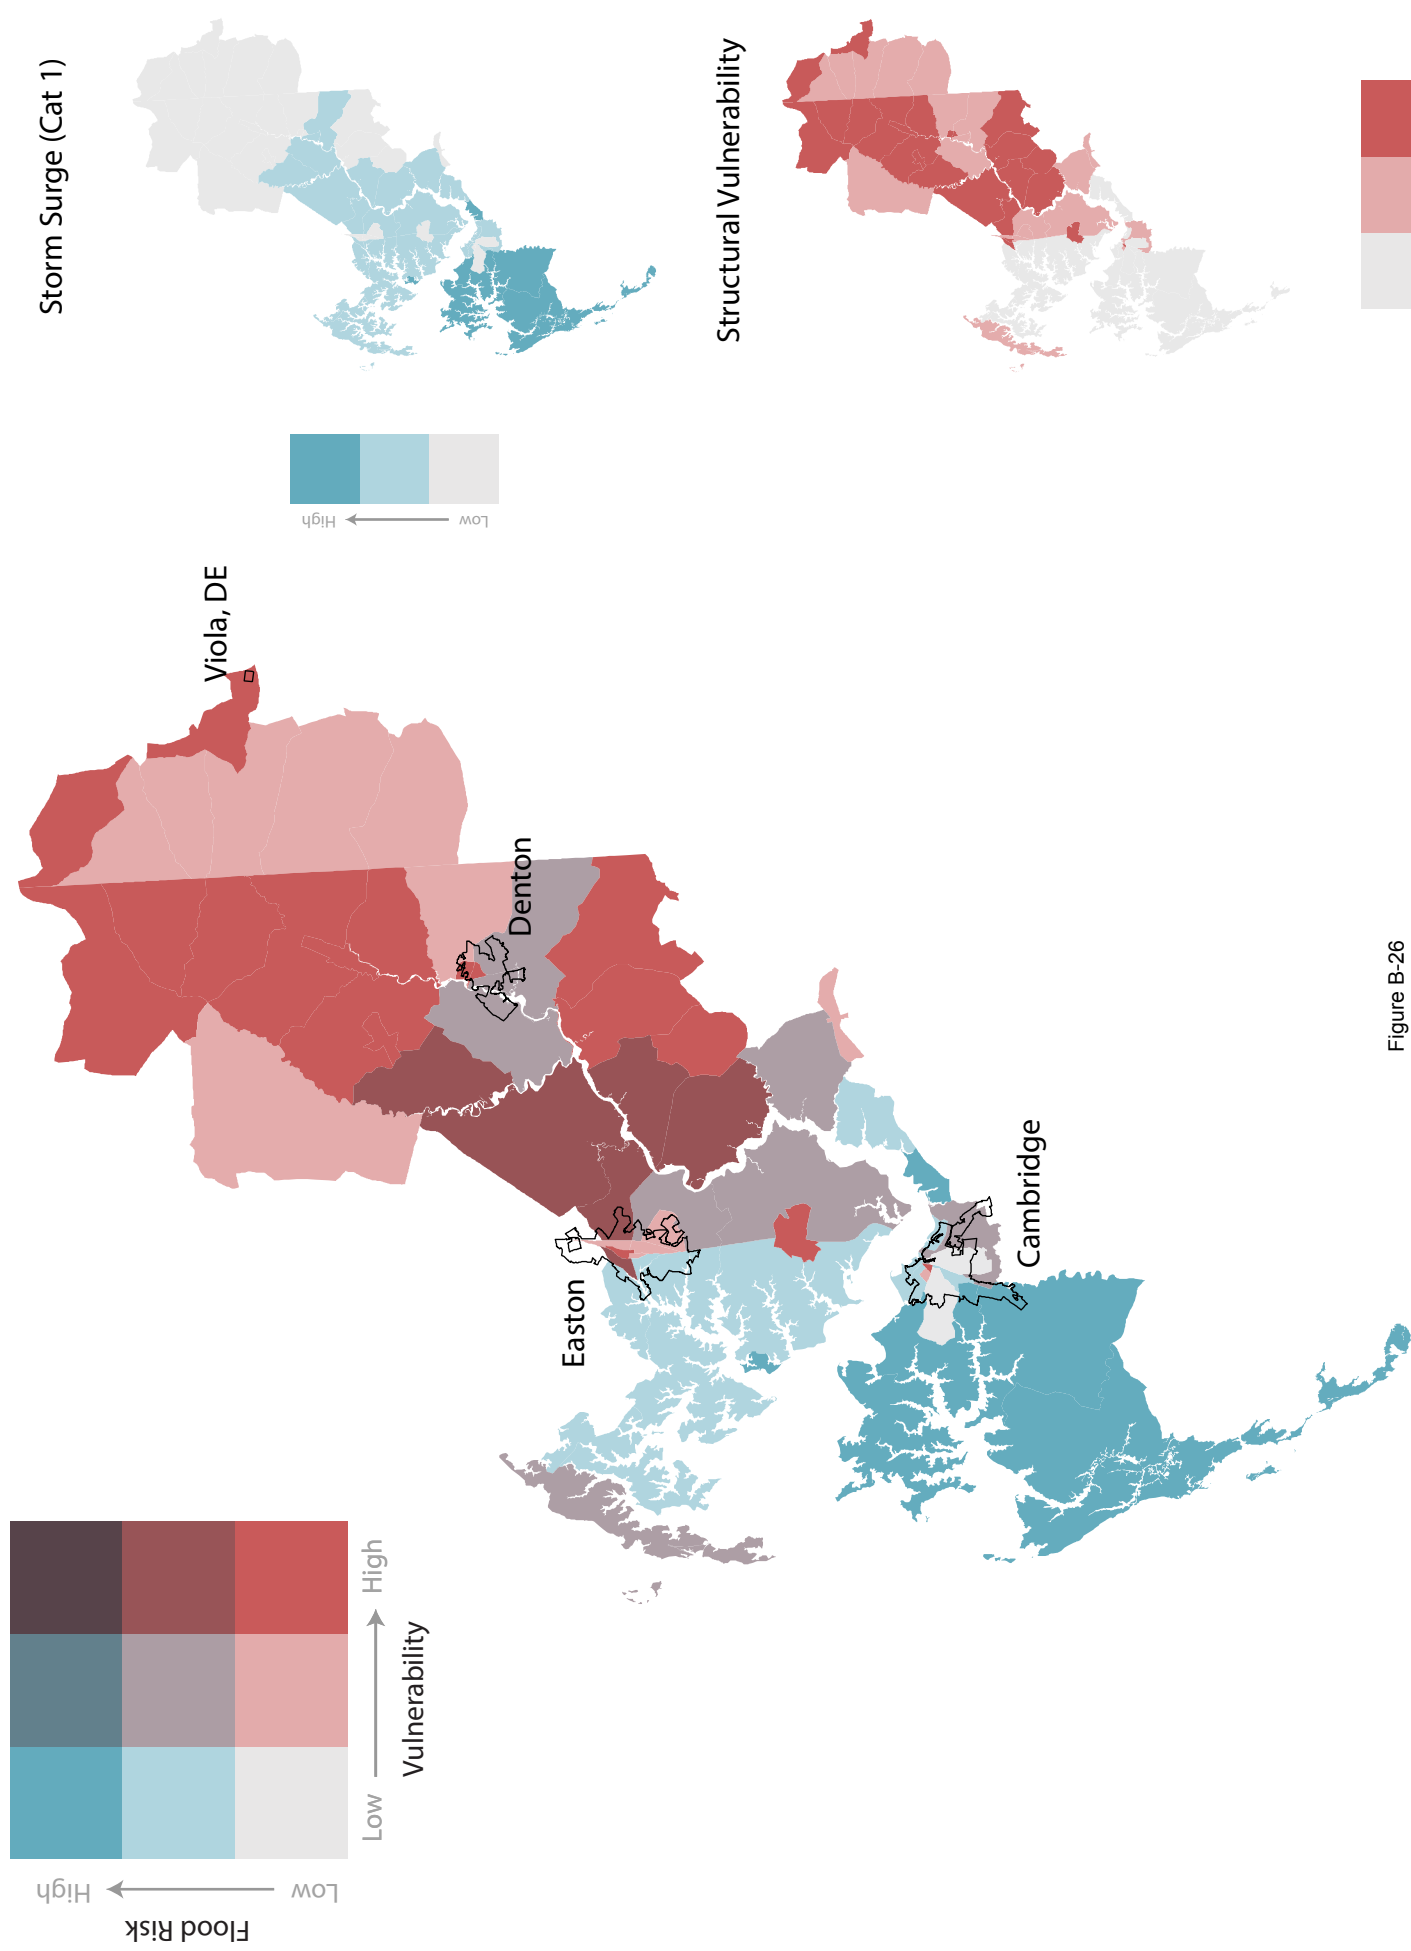 High
Low
Flood Risk
Low
High
Vulnerability
Easton
Denton
Viola, DE
Cambridge
Storm Surge (Cat 1)
High
Low
Structural Vulnerability
Figure B-26